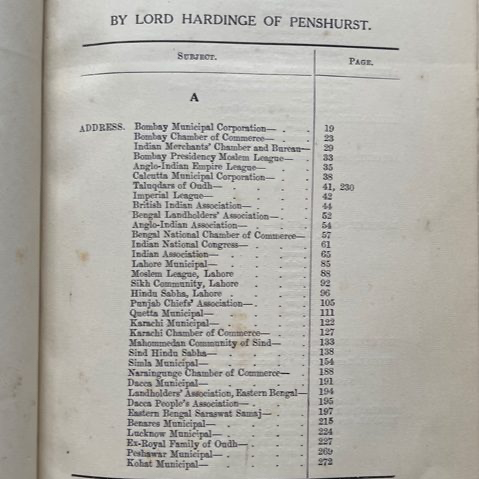 BY LORD HARDINGE OF PENSHURST.
SUBJECT. PAGE.
A
ADDRESS. Bombay Municipal Corporation— . . 19
Bombay Chamber of Commerce— . . 23
Indian Merchants' Chamber and Bureau— 29
Bombay Presidency Moslem League— . 33
Anglo-Indian Empire League— . . 35
Calcutta Municipal Corporation— . . 38
Taluqdars of Oudh— . . . 41, 230
Imperial League— . . . 42
British Indian Association— . . 44
Bengal Landholders' Association— . . 52
Anglo-Indian Association— . . 54
Bengal National Chamber of Commerce— 57
Indian National Congress— . . 61
Indian Association— . . . 65
Lahore Municipal— . . . 85
Moslem League, Lahore . . . 88
Sikh Community, Lahore . . . 92
Hindu Sabha, Lahore . . . . 96
Punjab Chiefs' Association— . . 105
Quetta Municipal— . . . 111
Karachi Municipal— . . . 122
Karachi Chamber of Commerce— . . 127
Mahommedan Community of Sind— . 133
Sind Hindu Sabha— . . . 138
Simla Municipal— . . . 154
Naraingunge Chamber of Commerce— . 188
Dacca Municipal— . . . 191
Landholders' Association, Eastern Bengal— 194
Dacca People's Association— . . 195
Eastern Bengal Saraswat Samaj— . . 197
Benares Municipal— . . . 215
Lucknow Municipal— . . . 224
Ex-Royal Family of Oudh— . . 227
Peshawar Municipal— . . . 269
Kohat Municipal— . . . 272